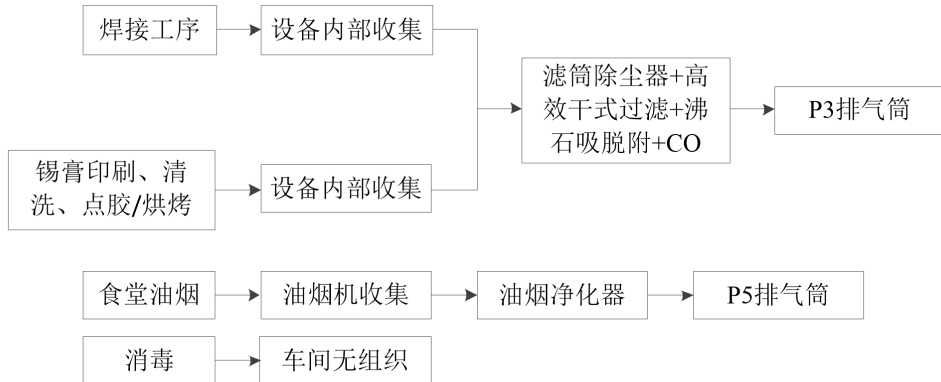 焊接工序
设备内部收集
滤筒除尘器+高
效干式过滤+沸
石吸脱附+CO
P3排气筒
锡膏印刷、清
洗、点胶/烘烤
设备内部收集
食堂油烟
油烟机收集
油烟净化器
P5排气筒
消毒
车间无组织